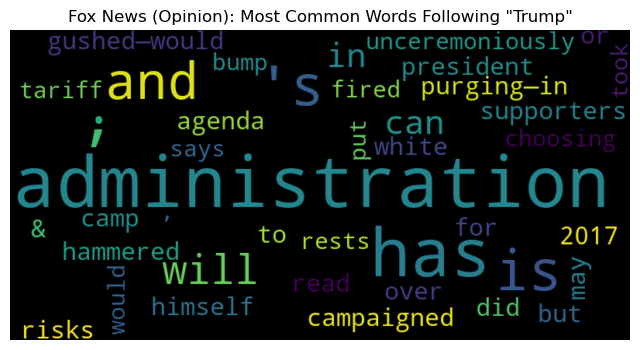 Fox News (Opinion): Most Common Words Following "Trump"
gushed—would
unceremoniously
or
bump
in
president
took
tariff
and
's
fired
purging—in
supporters
;
agenda
put
can
choosing
says
white
administration
&
camp
,
to
rests
for
2017
hammered
will
has
is
may
would
himself
read
over
did
but
risks
campaigned